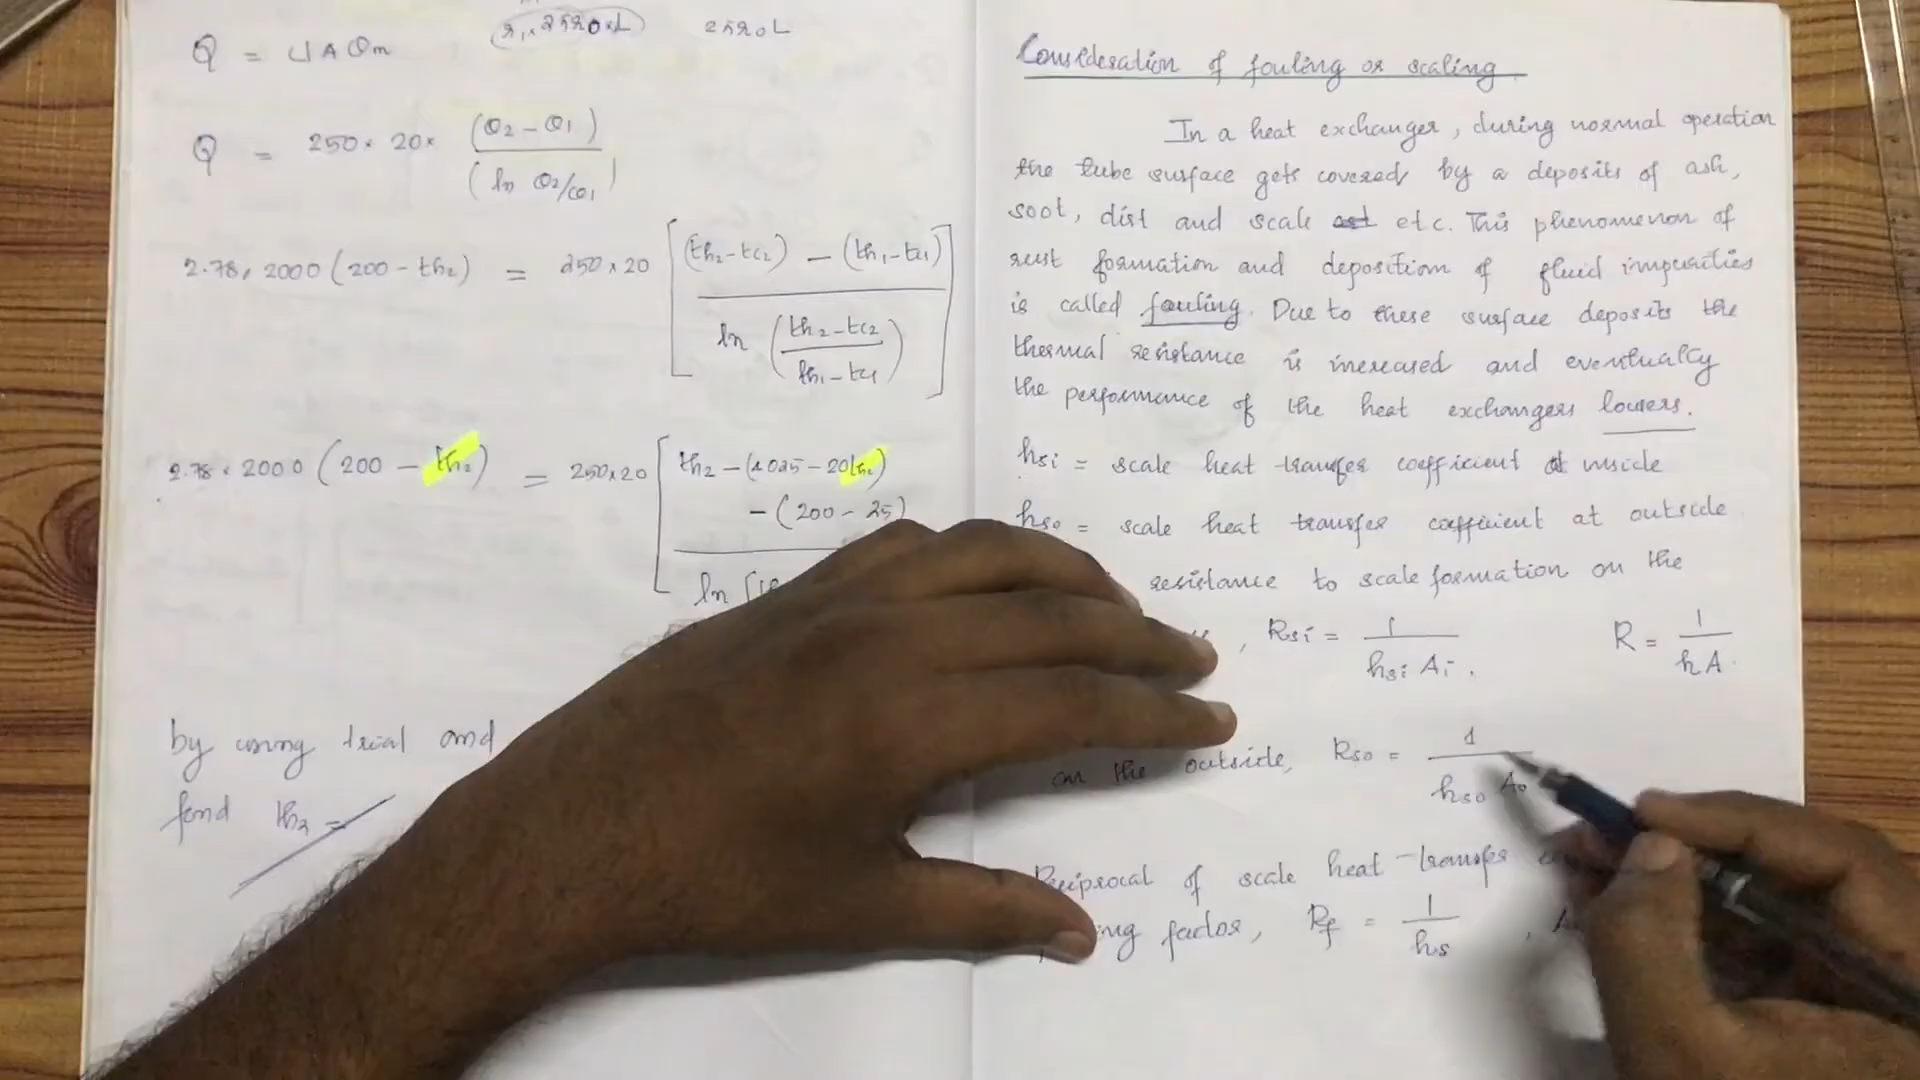 2520L
Q = UAθm
Q = 250 × 20 × (θ2 - θ1) / (ln θ2/θ1)
2.78 × 2000 (200 - th2) = 250 × 20 [(th2 - tc2) - (th1 - tc1) / ln (th2 - tc2 / th1 - tc1)]
2.78 × 2000 (200 - th2) = 250 × 20 [th2 - (1025 - 20th2)
- (200 - 25)
ln
by using trial and
find th2 =
Consideration of fouling or scaling
In a heat exchanger, during normal operation
the tube surface gets covered by a deposits of ash,
soot, dist and scale etc. This phenomenon of
rust formation and deposition of fluid impurities
is called fouling. Due to these surface deposits the
thermal resistance is increased and eventually
the performance of the heat exchangers lowers.
hsi = scale heat transfer coefficient at inside
hso = scale heat transfer coefficient at outside
resistance to scale formation on the
, Rsi = 1 / hsi Ai . R = 1 / hA
on the outside, Rso = 1 / hso Ao
Reciprocal of scale heat transfer
factor, Rf = 1 / hs ,